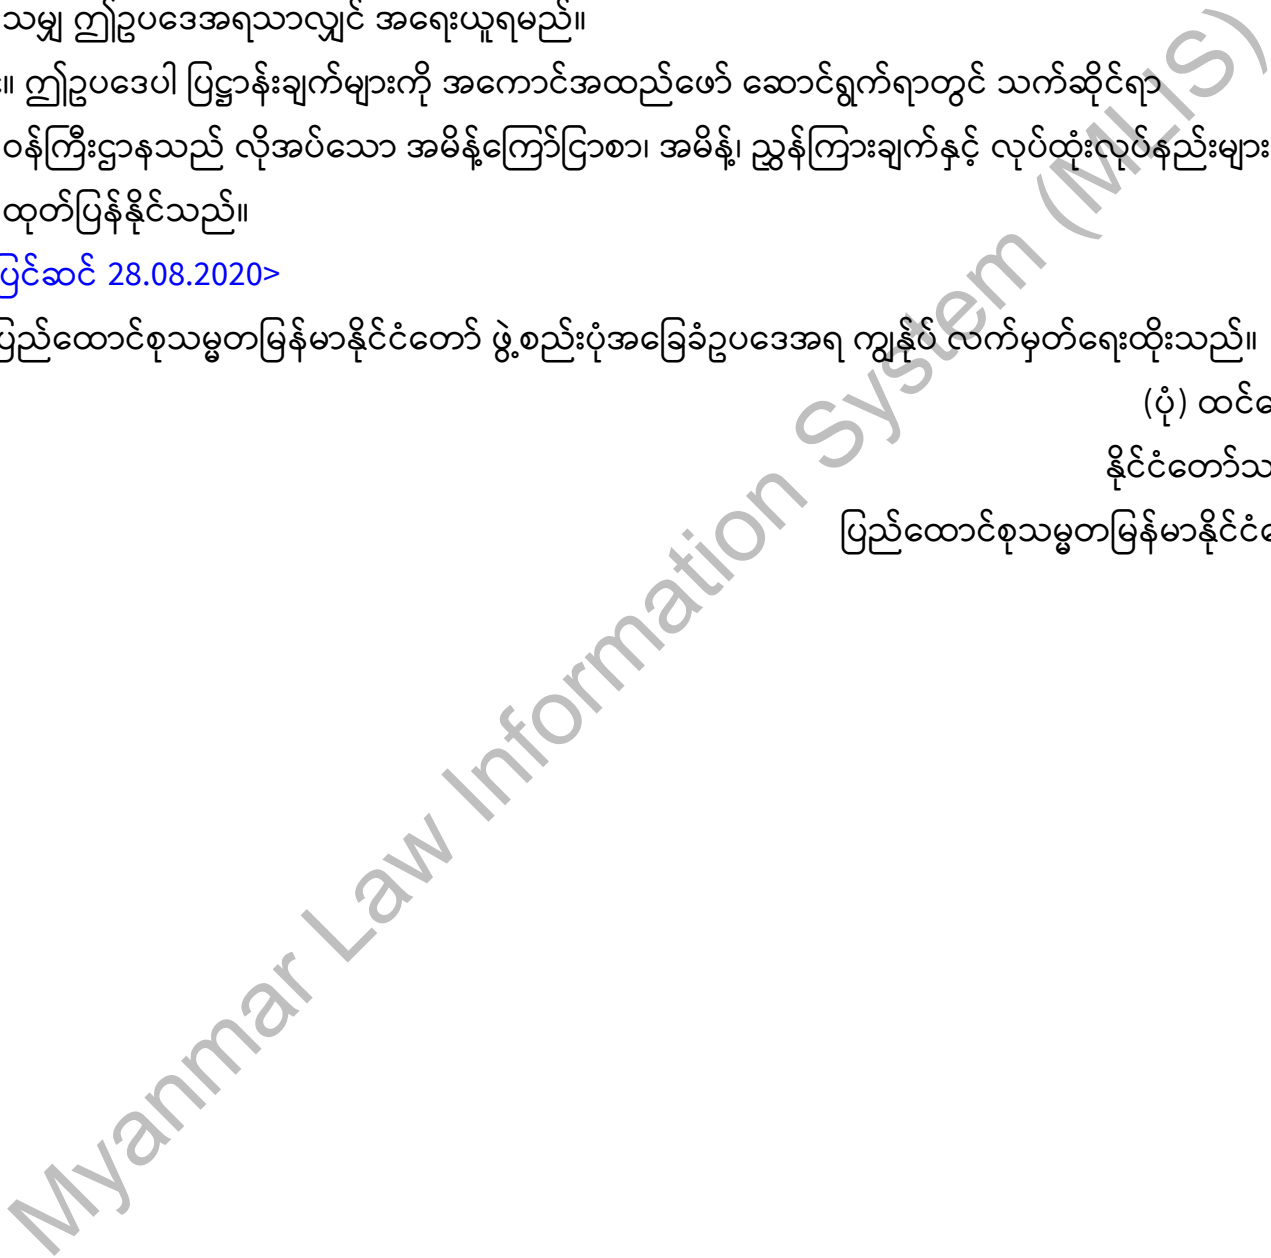 သမျှ ဤဥပဒေအရသာလျှင် အရေးယူရမည်။
။ ဤဥပဒေပါ ပြဋ္ဌာန်းချက်များကို အကောင်အထည်ဖော် ဆောင်ရွက်ရာတွင် သက်ဆိုင်ရာ
ဝန်ကြီးဌာနသည် လိုအပ်သော အမိန့်ကြော်ငြာစာ၊ အမိန့်၊ ညွှန်ကြားချက်နှင့် လုပ်ထုံးလုပ်နည်းများ
ထုတ်ပြန်နိုင်သည်။
ပြင်ဆင် 28.08.2020>
ပြည်ထောင်စုသမ္မတမြန်မာနိုင်ငံတော် ဖွဲ့စည်းပုံအခြေခံဥပဒေအရ ကျွန်ုပ် လက်မှတ်ရေးထိုးသည်။
(ပုံ) ထင်
နိုင်ငံတော်သ
ပြည်ထောင်စုသမ္မတမြန်မာနိုင်ငံ
Myanmar Law Information System (MLIS)